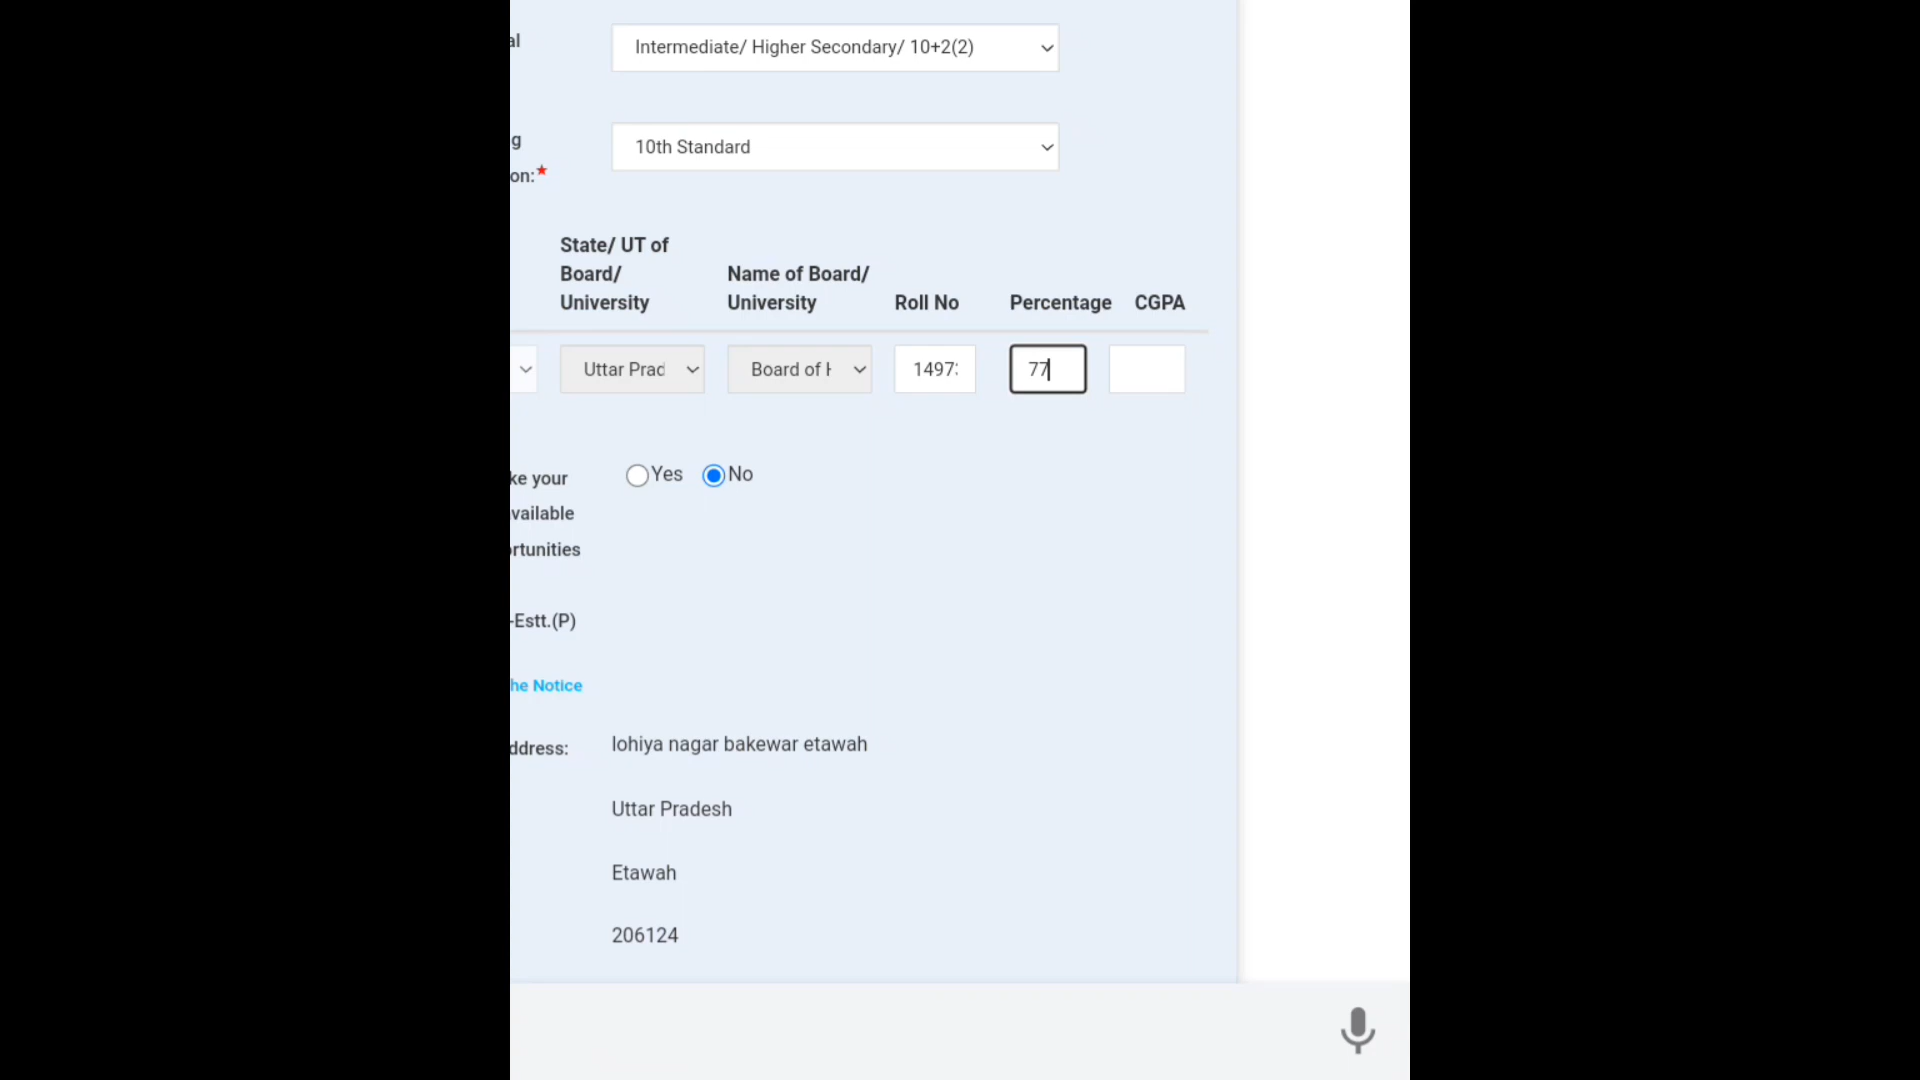 al
Intermediate/ Higher Secondary/ 10+2(2)
g
on:*
10th Standard
State/ UT of
Board/
University
Name of Board/
University
Roll No
Percentage
CGPA
Uttar Prad
Board of H
1497
77
ke your
vailable
rtunities
Yes
No
-Estt.(P)
he Notice
ddress:
lohiya nagar bakewar etawah
Uttar Pradesh
Etawah
206124